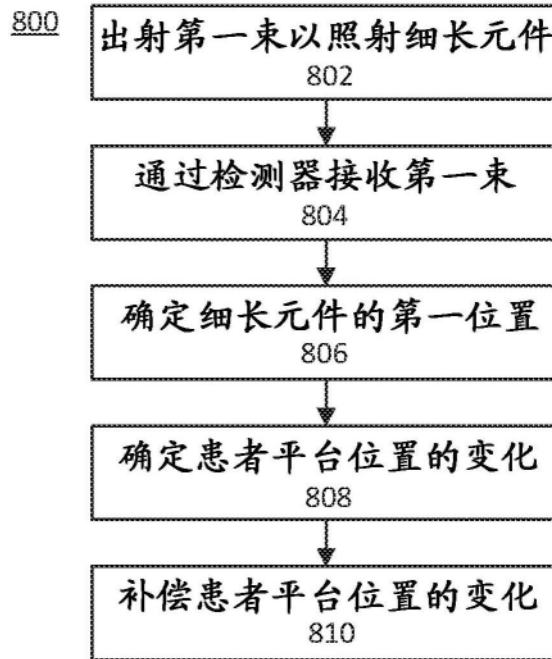 800
出射第一束以照射细长元件
802
通过检测器接收第一束
804
确定细长元件的第一位置
806
确定患者平台位置的变化
808
补偿患者平台位置的变化
810